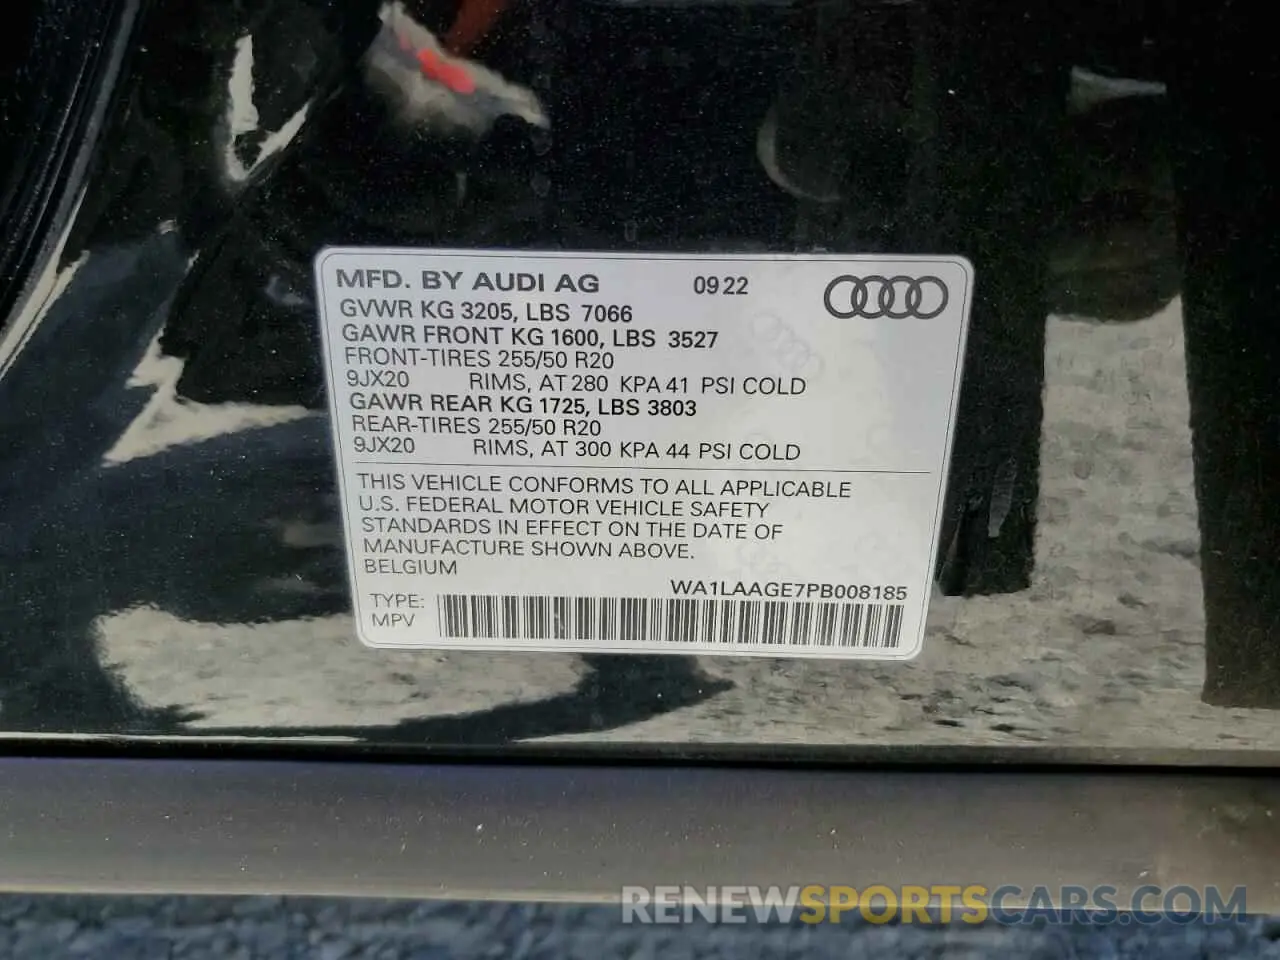 MFD. BY AUDI AG 0922
GVWR KG 3205, LBS 7066
GAWR FRONT KG 1600, LBS 3527
FRONT-TIRES 255/50 R20
9JX20 RIMS, AT 280 KPA 41 PSI COLD
GAWR REAR KG 1725, LBS 3803
REAR-TIRES 255/50 R20
9JX20 RIMS, AT 300 KPA 44 PSI COLD
THIS VEHICLE CONFORMS TO ALL APPLICABLE
U.S. FEDERAL MOTOR VEHICLE SAFETY
STANDARDS IN EFFECT ON THE DATE OF
MANUFACTURE SHOWN ABOVE.
BELGIUM
WA1LAAGE7PB008185
TYPE:
MPV
RENEWSPORTSCARS.COM